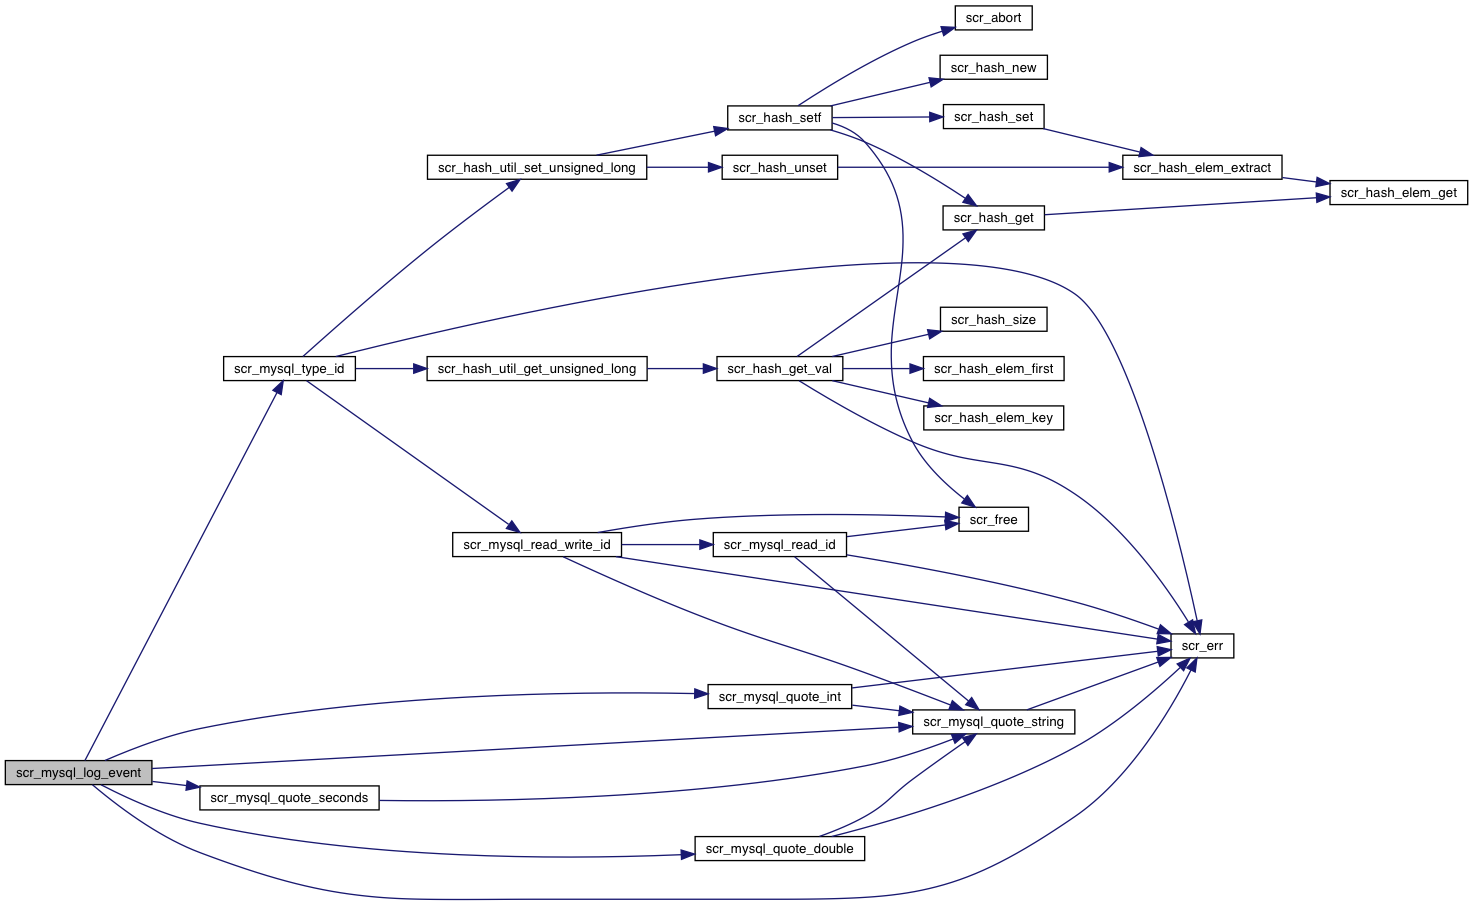 scr_abort
scr_hash_new
scr_hash_setf
scr_hash_set
scr_hash_util_set_unsigned_long
scr_hash_unset
scr_hash_elem_extract
scr_hash_elem_get
scr_hash_get
scr_hash_size
scr_mysql_type_id
scr_hash_util_get_unsigned_long
scr_hash_get_val
scr_hash_elem_first
scr_hash_elem_key
scr_free
scr_mysql_read_write_id
scr_mysql_read_id
scr_err
scr_mysql_quote_int
scr_mysql_quote_string
scr_mysql_log_event
scr_mysql_quote_seconds
scr_mysql_quote_double